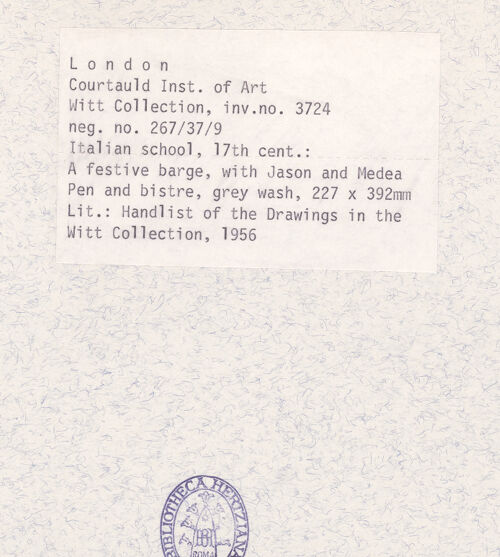 L o n d o n
Courtauld Inst. of Art
Witt Collection, inv.no. 3724
neg. no. 267/37/9
Italian school, 17th cent.:
A festive barge, with Jason and Medea
Pen and bistre, grey wash, 227 x 392mm
Lit.: Handlist of the Drawings in the
Witt Collection, 1956
BIBLIOTHECA HERTZIANA
ROMA